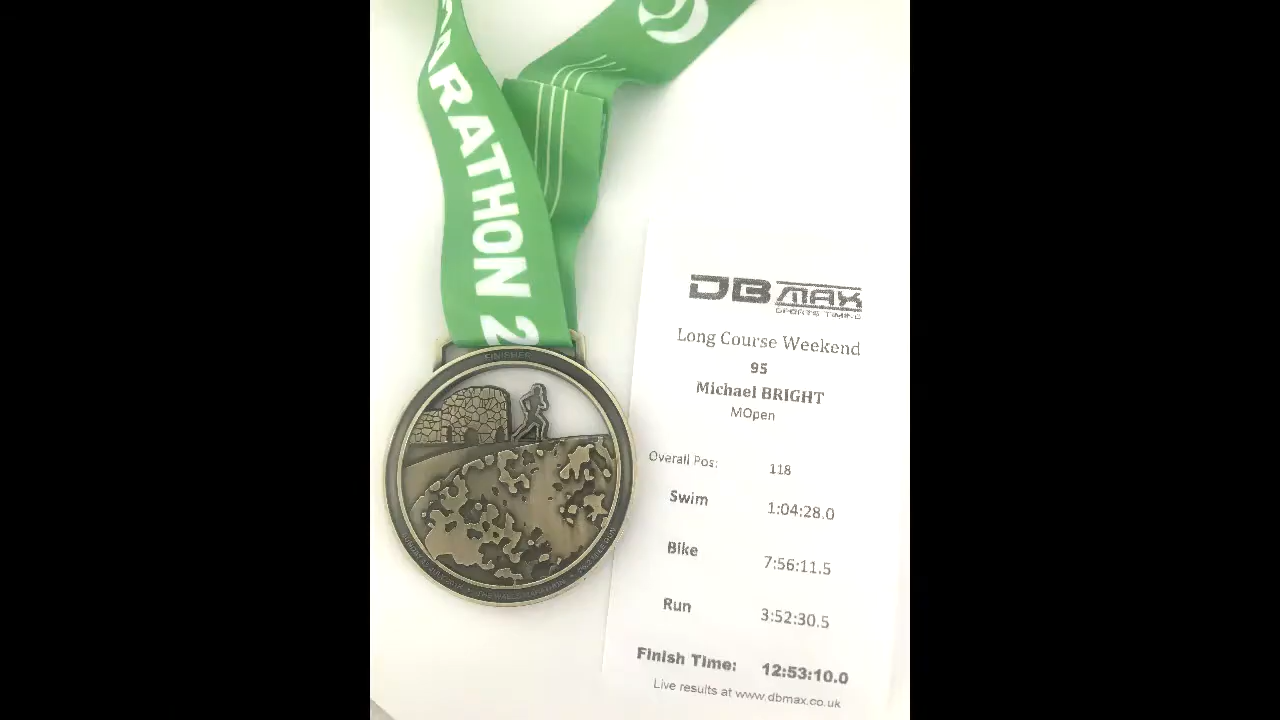 ARATHON 2
FINISHER
DB MAX
SPORTS TIMING
Long Course Weekend
95
Michael BRIGHT
MOpen
Overall Pos: 118
Swim 1:04:28.0
Bike 7:56:11.5
Run 3:52:30.5
Finish Time: 12:53:10.0
Live results at www.dbmax.co.uk